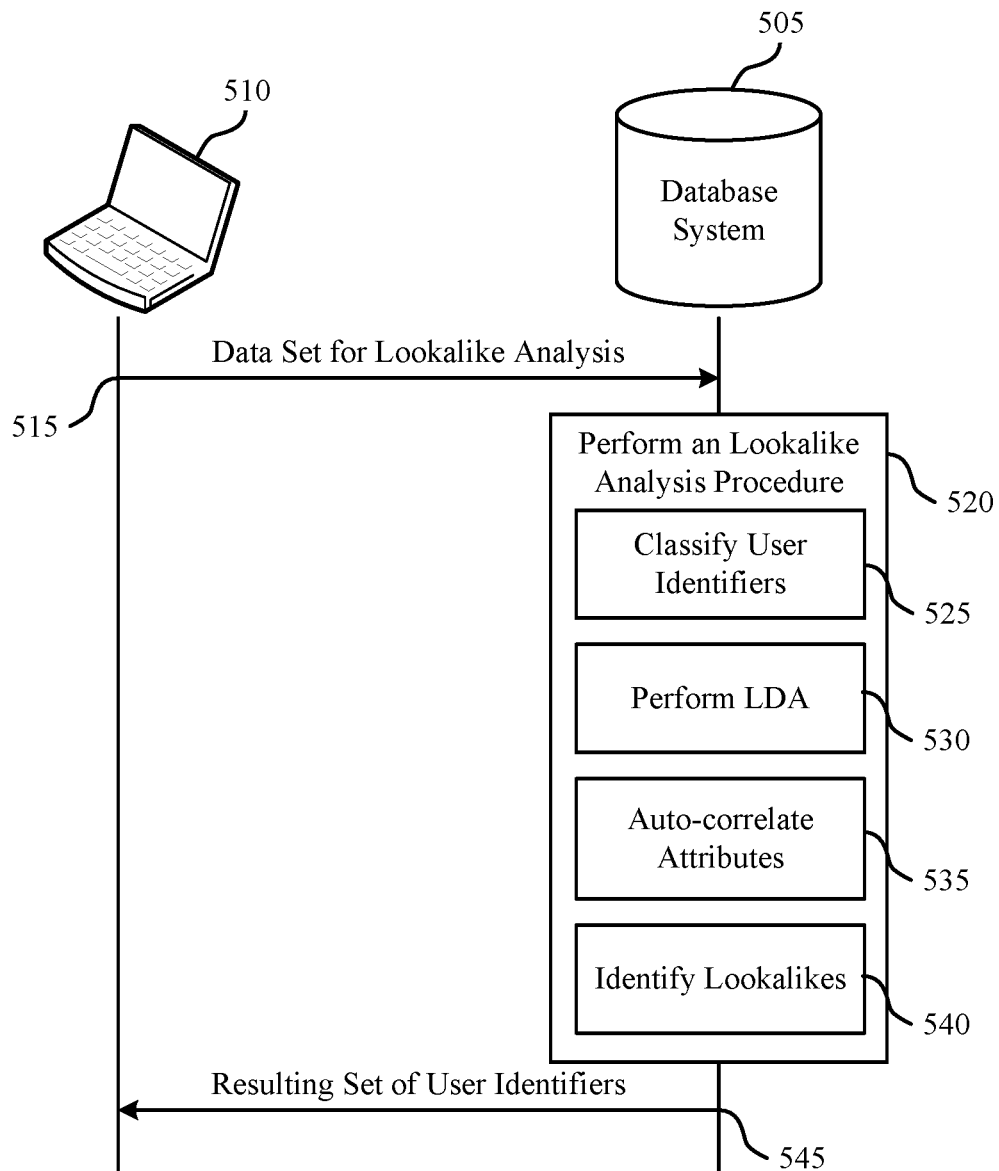 505
510
Database
System
Data Set for Lookalike Analysis
515
Perform an Lookalike
Analysis Procedure
520
Classify User
Identifiers
525
Perform LDA
530
Auto-correlate
Attributes
535
Identify Lookalikes
540
Resulting Set of User Identifiers
545